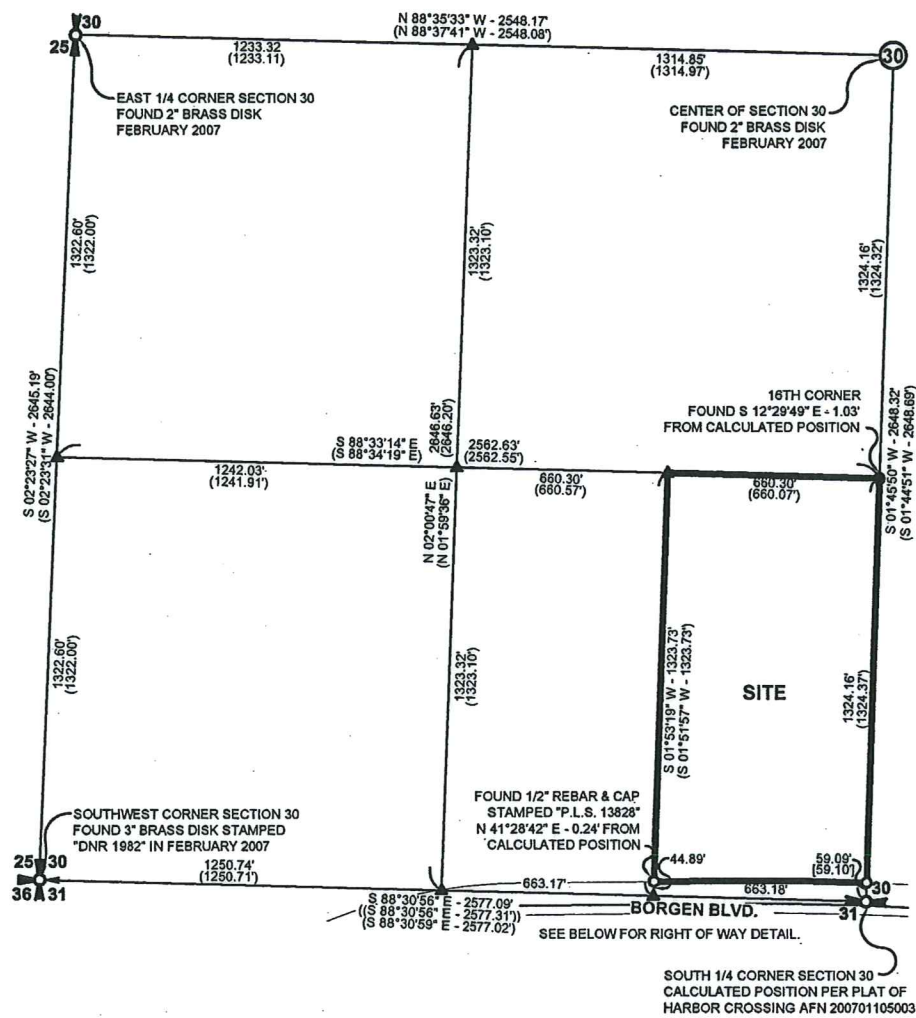 30
25
N 88°35'33" W - 2548.17'
(N 88°37'41" W - 2548.08')
1233.32
(1233.11)
1314.85'
(1314.97')
30
EAST 1/4 CORNER SECTION 30
FOUND 2" BRASS DISK
FEBRUARY 2007
CENTER OF SECTION 30
FOUND 2" BRASS DISK
FEBRUARY 2007
1322.60'
(1322.00')
1323.32'
(1323.10')
1324.16'
(1324.32')
16TH CORNER
FOUND S 12°29'49" E - 1.03'
FROM CALCULATED POSITION
S 02°23'27" W - 2645.19'
(S 02°23'31" W - 2644.00')
S 88°33'14" E
(S 88°34'19" E)
2646.63'
(2646.20')
2562.63'
(2562.55')
1242.03'
(1241.91')
660.30'
(660.57')
660.30'
(660.07')
S 01°45'50" W - 2648.32'
(S 01°44'51" W - 2648.69')
N 02°00'47" E
(N 01°59'36" E)
1322.60'
(1322.00')
1323.32'
(1323.10')
S 01°53'19" W - 1323.73'
(S 01°51'57" W - 1323.73')
SITE
1324.16'
(1324.37')
FOUND 1/2" REBAR & CAP
STAMPED "P.L.S. 13828"
N 41°28'42" E - 0.24' FROM
CALCULATED POSITION
SOUTHWEST CORNER SECTION 30
FOUND 3" BRASS DISK STAMPED
"DNR 1982" IN FEBRUARY 2007
25 30
36 31
1250.74'
(1250.71')
44.89'
59.09'
[59.10']
663.17'
663.18'
30
31
S 88°30'56" E - 2577.09'
((S 88°30'56" E - 2577.31'))
(S 88°30'59" E - 2577.02')
BORGEN BLVD.
SEE BELOW FOR RIGHT OF WAY DETAIL.
SOUTH 1/4 CORNER SECTION 30
CALCULATED POSITION PER PLAT OF
HARBOR CROSSING AFN 200701105003